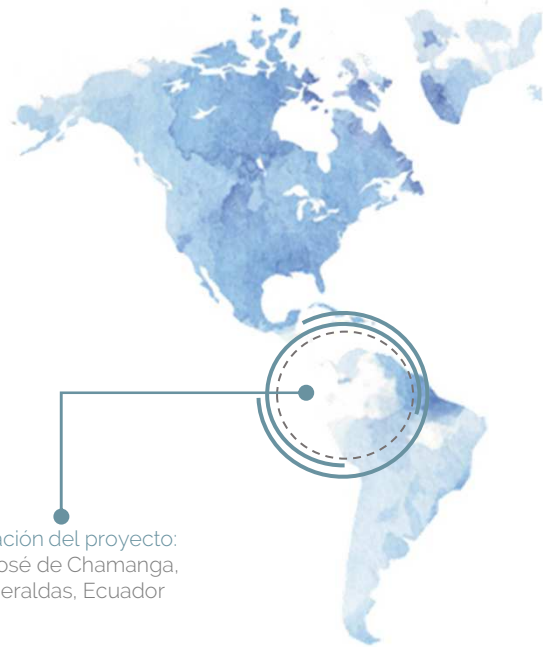 ación del proyecto:
osé de Chamanga,
eraldas, Ecuador